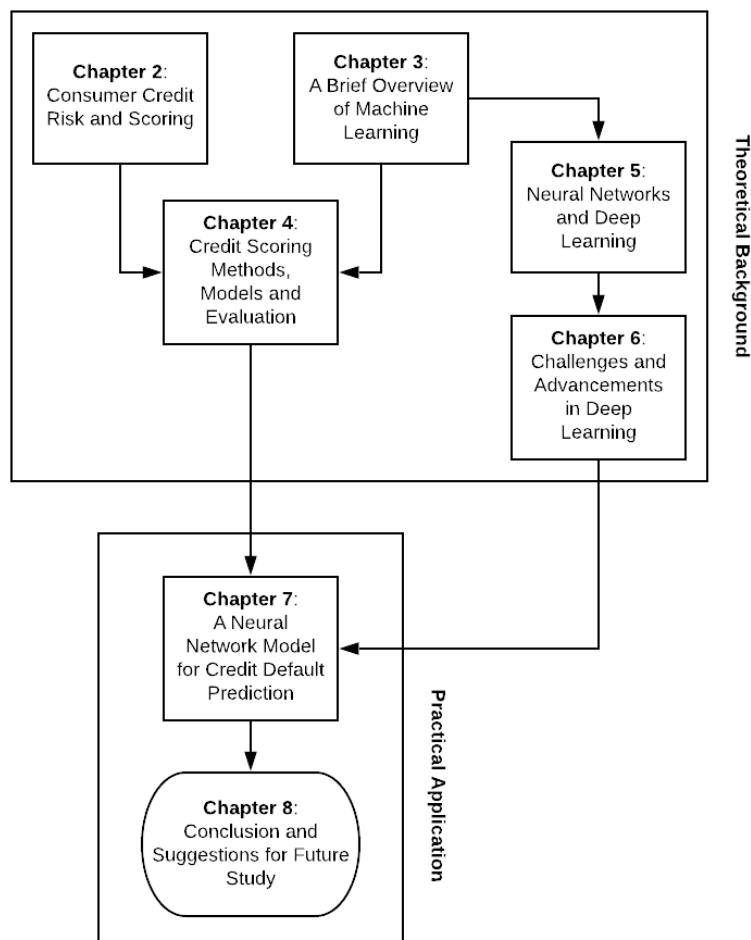 Chapter 2:
Consumer Credit
Risk and Scoring
Chapter 3:
A Brief Overview
of Machine
Learning
Chapter 4:
Credit Scoring
Methods,
Models and
Evaluation
Chapter 5:
Neural Networks
and Deep
Learning
Chapter 6:
Challenges and
Advancements
in Deep
Learning
Theoretical Background
Chapter 7:
A Neural
Network Model
for Credit Default
Prediction
Chapter 8:
Conclusion and
Suggestions for Future
Study
Practical Application